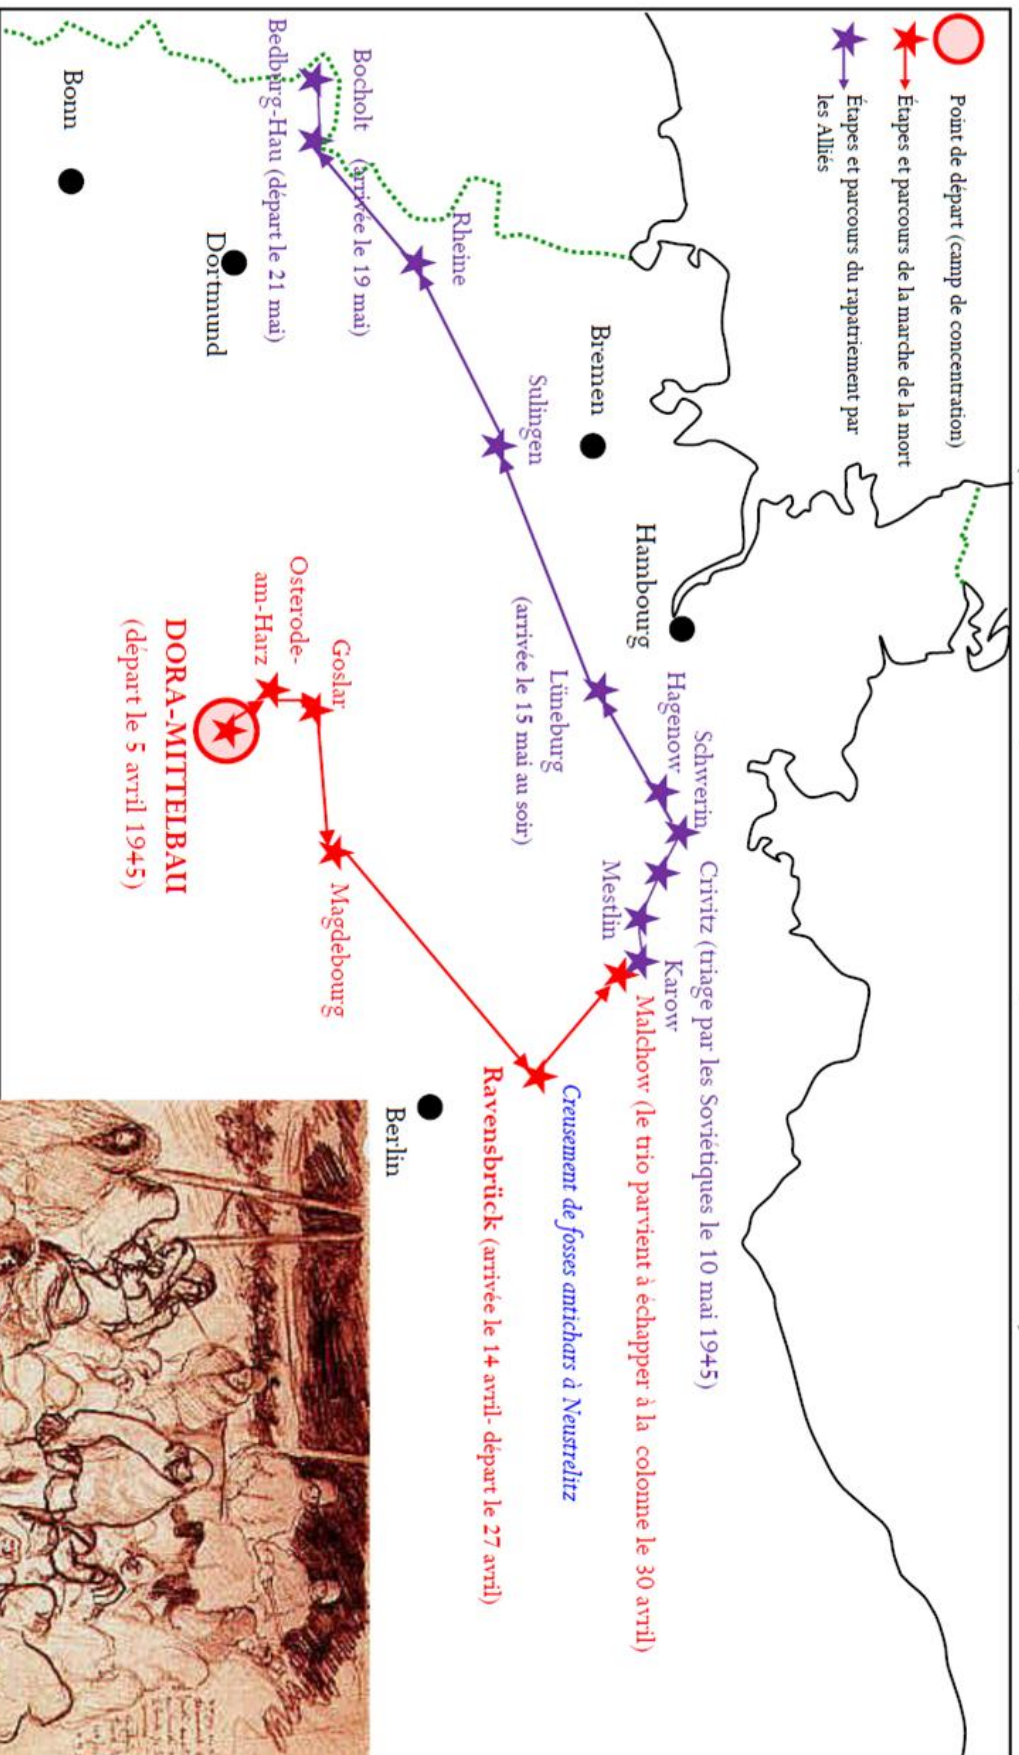 Point de départ (camp de concentration)
Étapes et parcours de la marche de la mort
Étapes et parcours du rapatriement par
les Alliés
Hambourg
Bremen
Schwerin
Crivitz (triage par les Soviétiques le 10 mai 1945)
Hagenow
Karow
Mestlin
Malchow (le trio parvient à échapper à la colonne le 30 avril)
Lüneburg
(arrivée le 15 mai au soir)
Sulingen
Creusement de fosses antichars à Neustrelitz
Ravensbrück (arrivée le 14 avril- départ le 27 avril)
Rheine
Bocholt (arrivée le 19 mai)
Berlin
Bedburg-Hau (départ le 21 mai)
Goslar
Magdebourg
Osterode-
am-Harz
Dortmund
DORA-MITTELBAU
(départ le 5 avril 1945)
Bonn